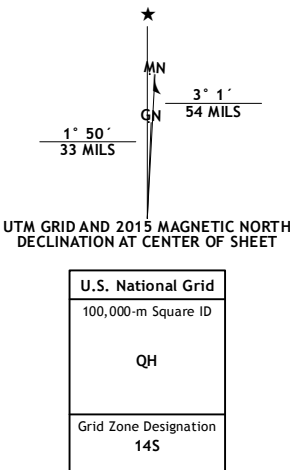 ★
MN
GN
3° 1´
54 MILS
1° 50´
33 MILS
UTM GRID AND 2015 MAGNETIC NORTH
DECLINATION AT CENTER OF SHEET
U.S. National Grid
100,000-m Square ID
QH
Grid Zone Designation
14S